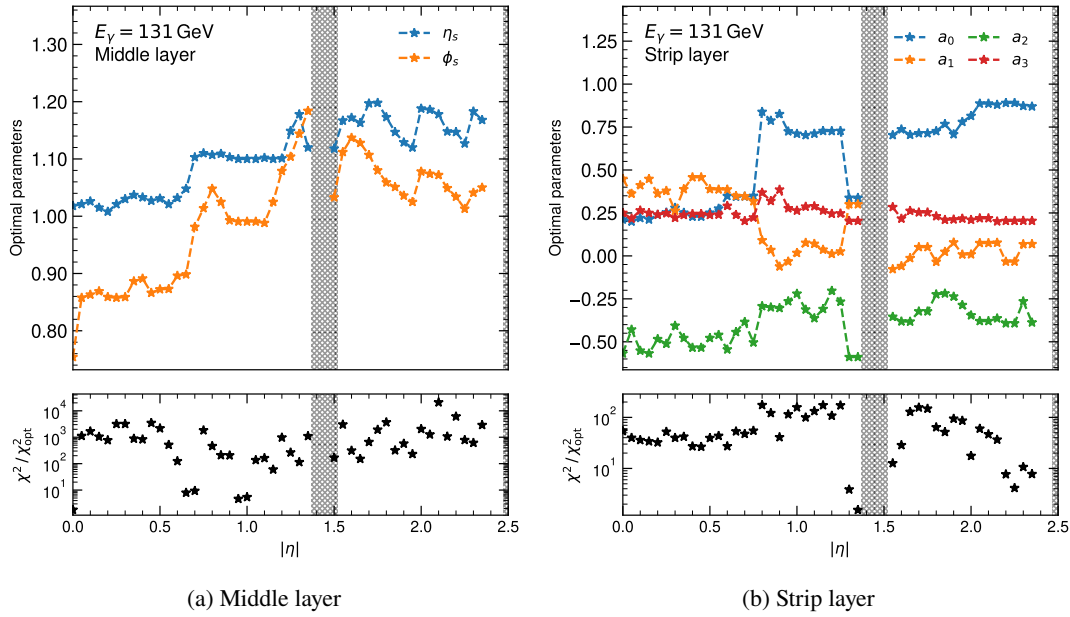 E_γ = 131 GeV
Middle layer
η_s
ϕ_s
Optimal parameters
1.30
1.20
1.10
1.00
0.90
0.80
χ² / χ²_opt
10⁴
10³
10²
10¹
0.0 0.5 1.0 1.5 2.0 2.5
|η|
(a) Middle layer
E_γ = 131 GeV
Strip layer
a₀ a₂
a₁ a₃
Optimal parameters
1.25
1.00
0.75
0.50
0.25
0.00
−0.25
−0.50
χ² / χ²_opt
10²
10¹
0.0 0.5 1.0 1.5 2.0 2.5
|η|
(b) Strip layer